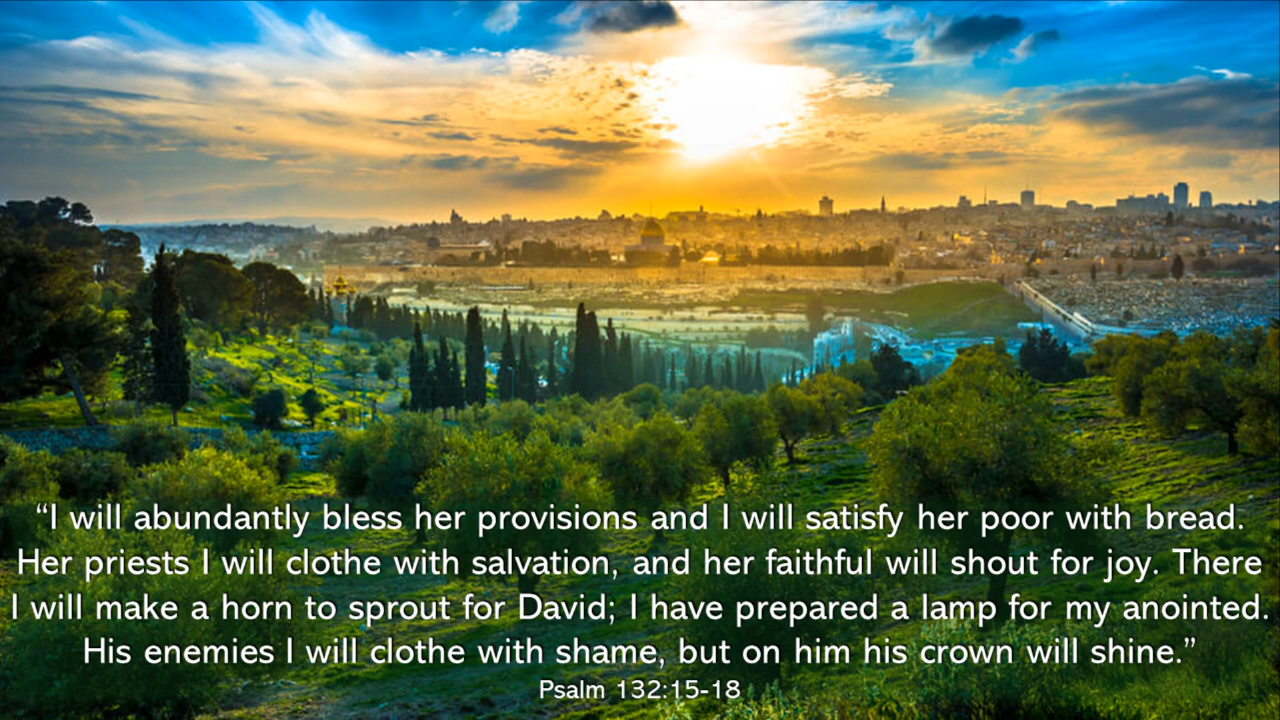 “I will abundantly bless her provisions and I will satisfy her poor with bread.
Her priests I will clothe with salvation, and her faithful will shout for joy. There
I will make a horn to sprout for David; I have prepared a lamp for my anointed.
His enemies I will clothe with shame, but on him his crown will shine.”
Psalm 132:15-18